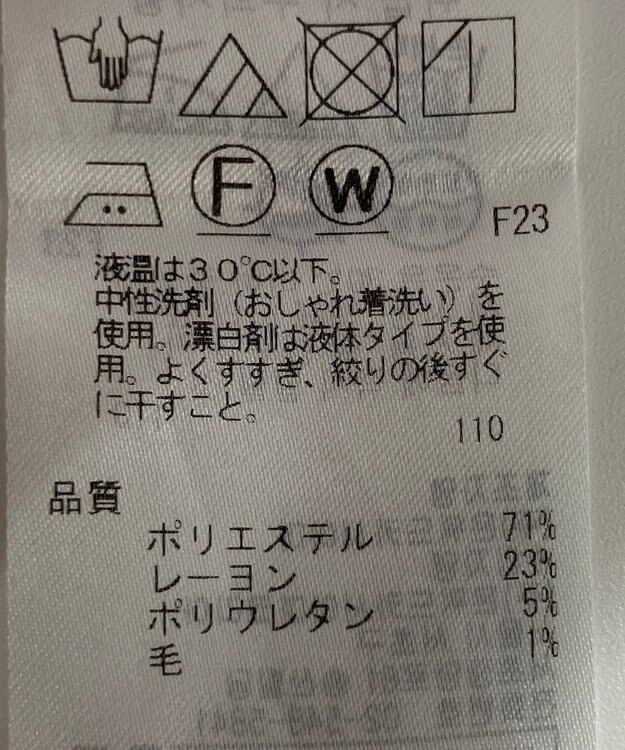 F
W
F23
液温は30℃以下。
中性洗剤（おしゃれ着洗い）を
使用。漂白剤は液体タイプを使
用。よくすすぎ、絞りの後すぐ
に干すこと。
110
品質
ポリエステル 71%
レーヨン 23%
ポリウレタン 5%
毛 1%